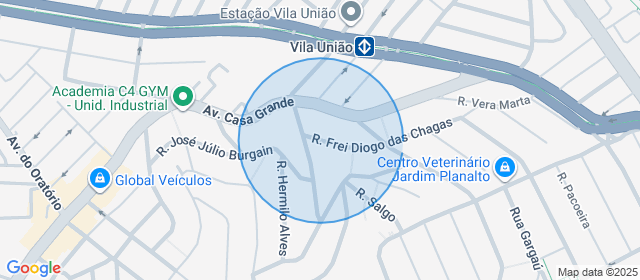 Estação Vila União
Vila União
Academia C4 GYM
- Unid. Industrial
Av. Casa Grande
R. Vera Marta
R. Frei Diogo das Chagas
R. José Júlio Burgain
Centro Veterinário
Jardim Planalto
Av. do Oratório
Global Veículos
R. Hermilo Alves
R. Salgo
R. Pacoeira
Rua Gargaú
Google
Map data ©2025